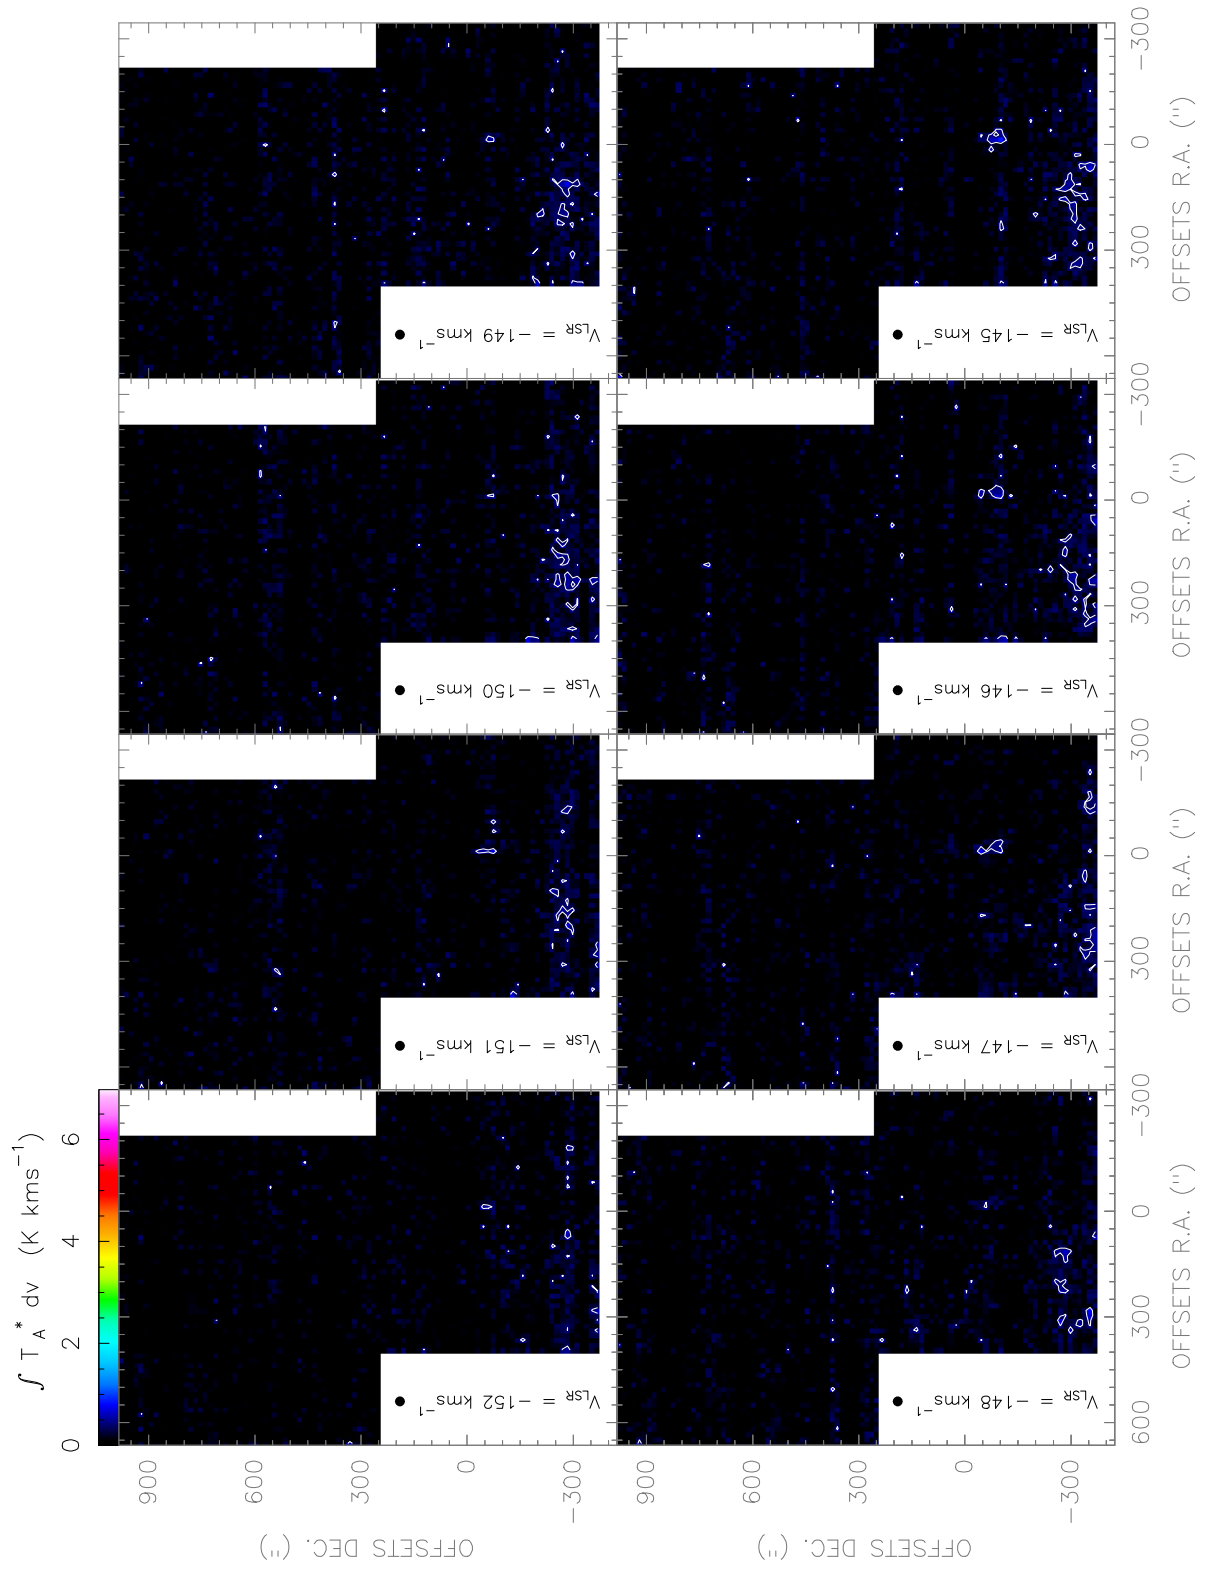 ∫ T_A* dv (K kms⁻¹)
0 2 4 6
V_LSR = −152 kms⁻¹
V_LSR = −151 kms⁻¹
V_LSR = −150 kms⁻¹
V_LSR = −149 kms⁻¹
V_LSR = −148 kms⁻¹
V_LSR = −147 kms⁻¹
V_LSR = −146 kms⁻¹
V_LSR = −145 kms⁻¹
900 600 300 0 −300
OFFSETS DEC. (")
900 600 300 0 −300
OFFSETS DEC. (")
600 300 0 −300
OFFSETS R.A. (")
300 0 −300
OFFSETS R.A. (")
300 0 −300
OFFSETS R.A. (")
300 0 −300
OFFSETS R.A. (")